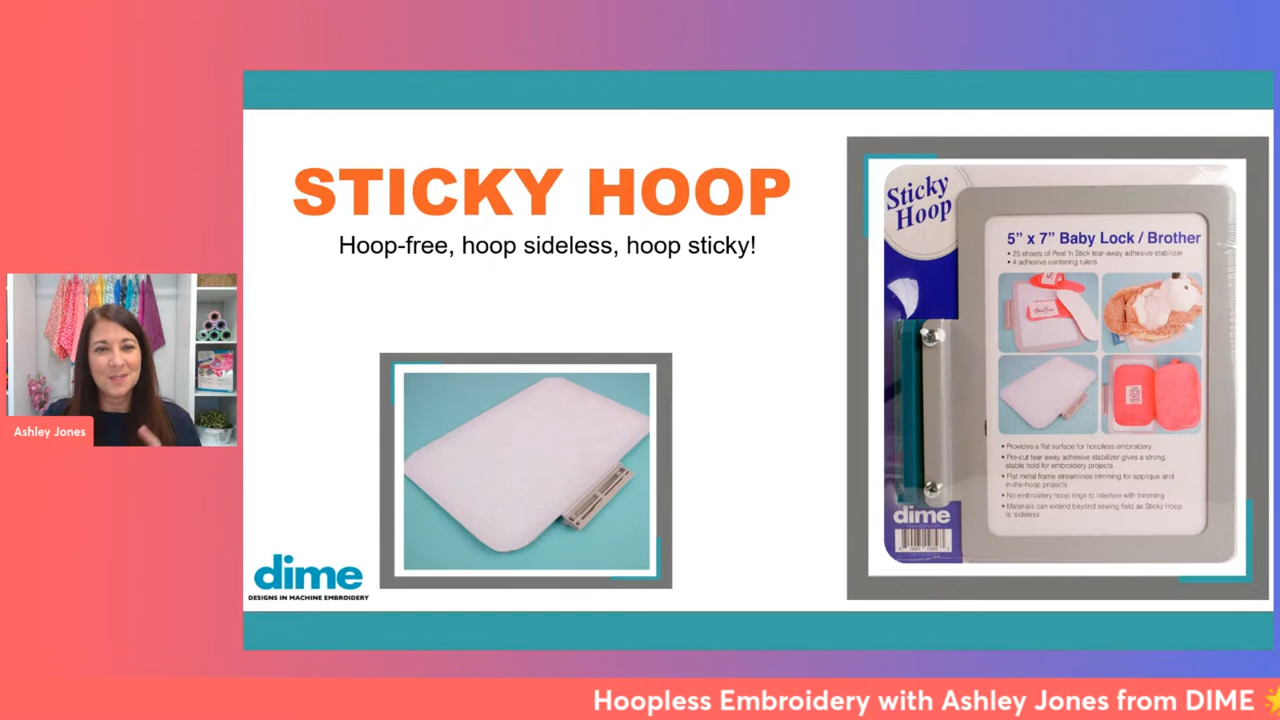 STICKY HOOP
Hoop-free, hoop sideless, hoop sticky!
Sticky
Hoop
5” x 7” Baby Lock / Brother
• 25 sheets of Peel 'n Stick tear-away adhesive stabilizer
• 4 adhesive centering rulers
• Provides a flat surface for hoopless embroidery
• Pre-cut tear away adhesive stabilizer gives a strong,
stable hold for embroidery projects
• Flat metal frame streamlines trimming for applique and
in-the-hoop projects
• No embroidery hoop rings to interfere with trimming
• Materials can extend beyond sewing field as Sticky Hoop
is 'sideless'
dime
Ashley Jones
dime
DESIGNS IN MACHINE EMBROIDERY
Hoopless Embroidery with Ashley Jones from DIME